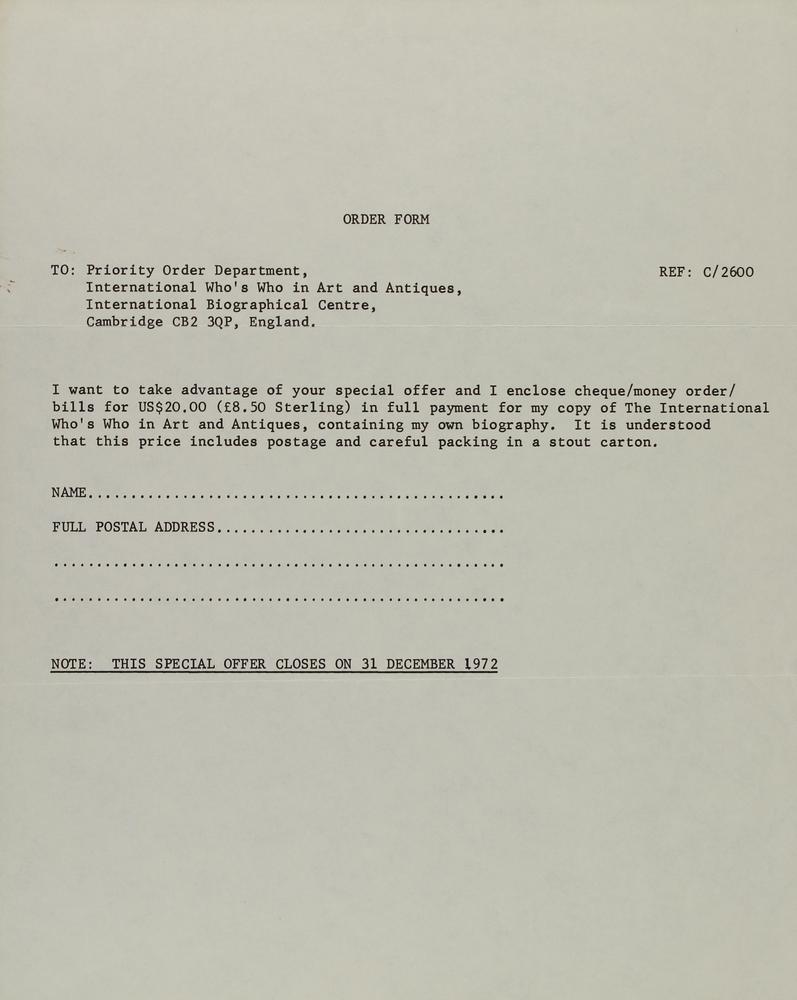 ORDER FORM
TO: Priority Order Department, REF: C/2600
International Who's Who in Art and Antiques,
International Biographical Centre,
Cambridge CB2 3QP, England.
I want to take advantage of your special offer and I enclose cheque/money order/
bills for US$20.00 (£8.50 Sterling) in full payment for my copy of The International
Who's Who in Art and Antiques, containing my own biography.  It is understood
that this price includes postage and careful packing in a stout carton.
NAME................................................
FULL POSTAL ADDRESS.................................
....................................................
....................................................
NOTE:  THIS SPECIAL OFFER CLOSES ON 31 DECEMBER 1972